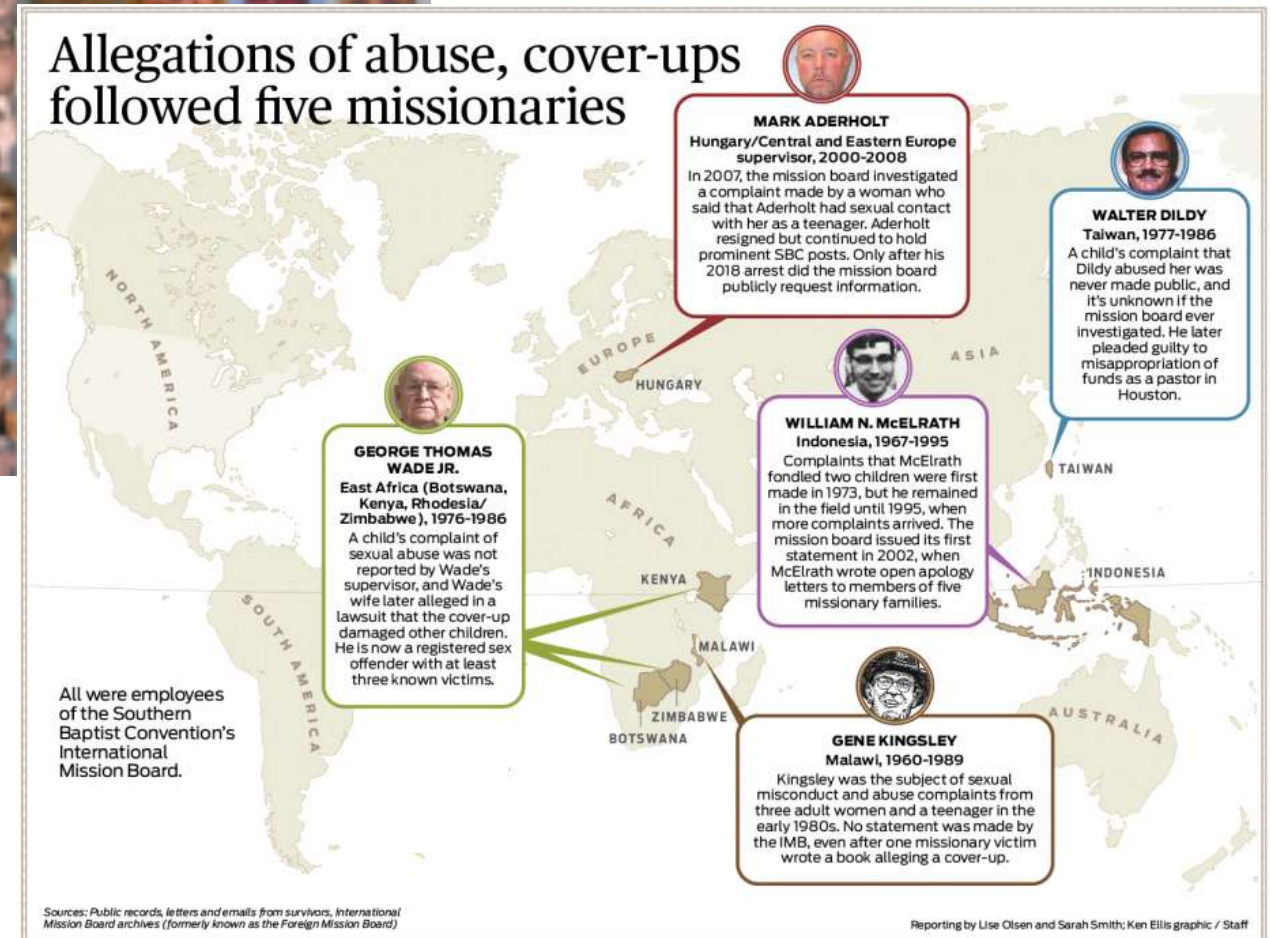 Allegations of abuse, cover-ups
followed five missionaries
MARK ADERHOLT
Hungary/Central and Eastern Europe
supervisor, 2000-2008
In 2007, the mission board investigated
a complaint made by a woman who
said that Aderholt had sexual contact
with her as a teenager. Aderholt
resigned but continued to hold
prominent SBC posts. Only after his
2018 arrest did the mission board
publicly request information.
WALTER DILDY
Taiwan, 1977-1986
A child's complaint that
Dildy abused her was
never made public, and
it's unknown if the
mission board ever
investigated. He later
pleaded guilty to
misappropriation of
funds as a pastor in
Houston.
NORTH AMERICA
EUROPE
ASIA
HUNGARY
WILLIAM N. McELRATH
Indonesia, 1967-1995
Complaints that McElrath
fondled two children were first
made in 1973, but he remained
in the field until 1995, when
more complaints arrived. The
mission board issued its first
statement in 2002, when
McElrath wrote open apology
letters to members of five
missionary families.
TAIWAN
GEORGE THOMAS
WADE JR.
East Africa (Botswana,
Kenya, Rhodesia/
Zimbabwe), 1976-1986
A child's complaint of
sexual abuse was not
reported by Wade's
supervisor, and Wade's
wife later alleged in a
lawsuit that the cover-up
damaged other children.
He is now a registered sex
offender with at least
three known victims.
AFRICA
KENYA
INDONESIA
SOUTH AMERICA
MALAWI
ZIMBABWE
BOTSWANA
AUSTRALIA
All were employees
of the Southern
Baptist Convention's
International
Mission Board.
GENE KINGSLEY
Malawi, 1960-1989
Kingsley was the subject of sexual
misconduct and abuse complaints from
three adult women and a teenager in the
early 1980s. No statement was made by
the IMB, even after one missionary victim
wrote a book alleging a cover-up.
Sources: Public records, letters and emails from survivors, International
Mission Board archives (formerly known as the Foreign Mission Board)
Reporting by Lise Olsen and Sarah Smith; Ken Ellis graphic / Staff